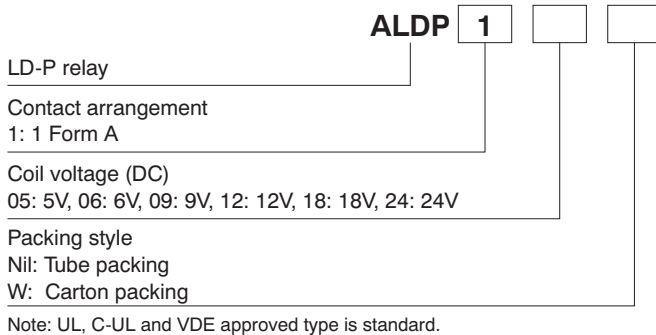 ALDP 1
LD-P relay
Contact arrangement
1: 1 Form A
Coil voltage (DC)
05: 5V, 06: 6V, 09: 9V, 12: 12V, 18: 18V, 24: 24V
Packing style
Nil: Tube packing
W: Carton packing
Note: UL, C-UL and VDE approved type is standard.